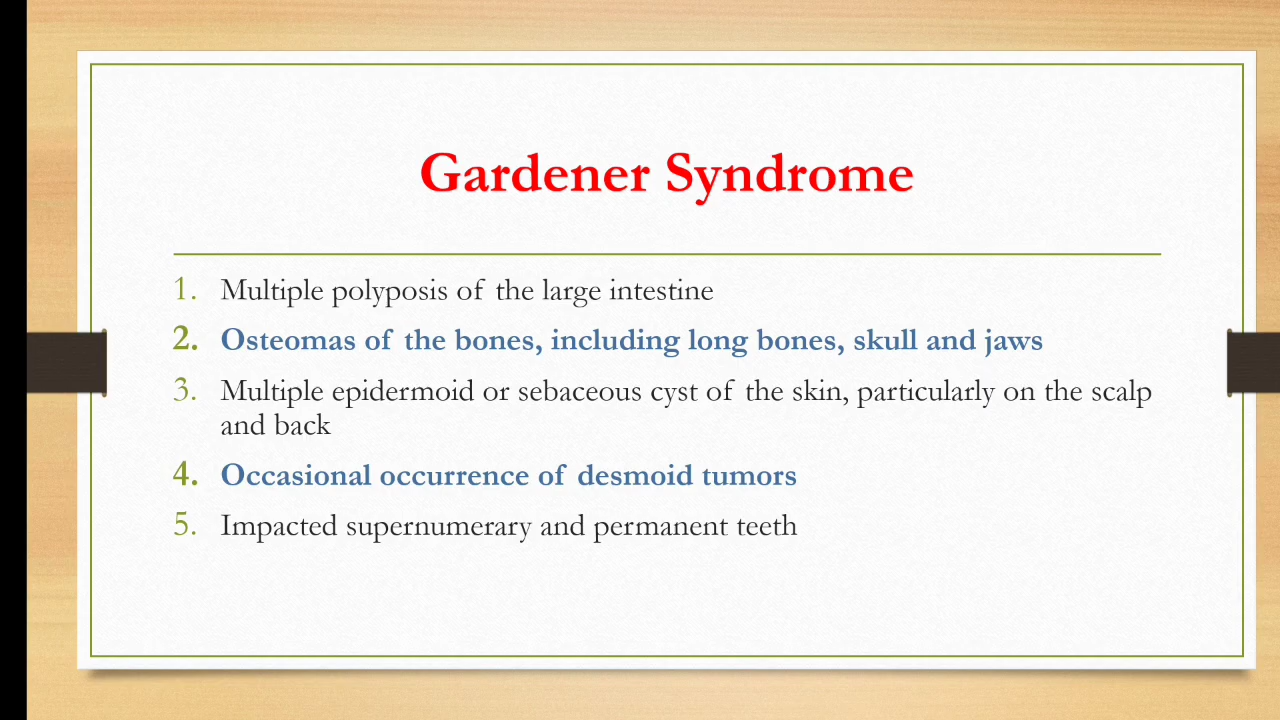 Gardener Syndrome
1. Multiple polyposis of the large intestine
2. Osteomas of the bones, including long bones, skull and jaws
3. Multiple epidermoid or sebaceous cyst of the skin, particularly on the scalp
and back
4. Occasional occurrence of desmoid tumors
5. Impacted supernumerary and permanent teeth